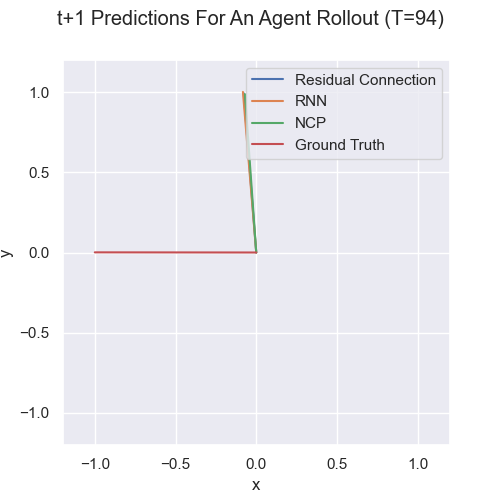 t+1 Predictions For An Agent Rollout (T=94)
Residual Connection
RNN
NCP
Ground Truth
1.0
0.5
0.0
−0.5
−1.0
y
−1.0 −0.5 0.0 0.5 1.0
x